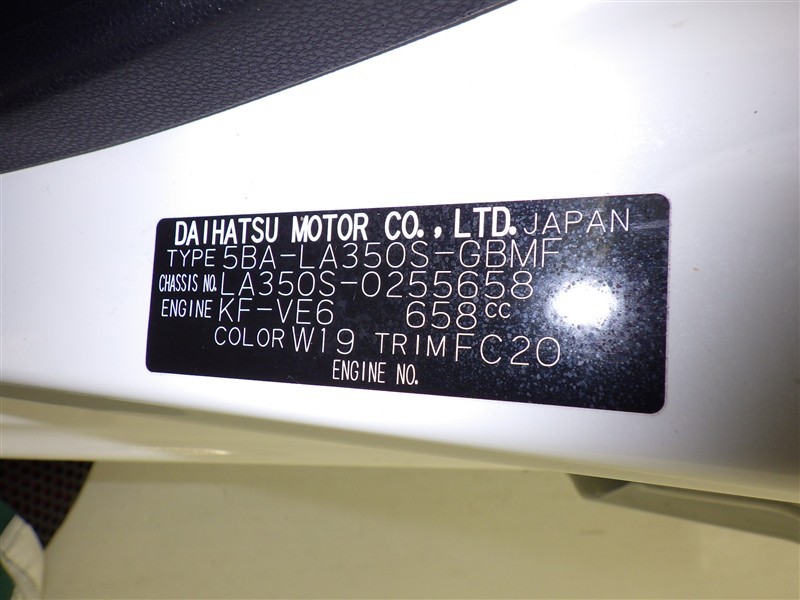 DAIHATSU MOTOR CO., LTD. JAPAN
TYPE 5BA-LA350S-GBMF
CHASSIS NO. LA350S-0255658
ENGINE KF-VE6 658cc
COLOR W19 TRIM FC20
ENGINE NO.